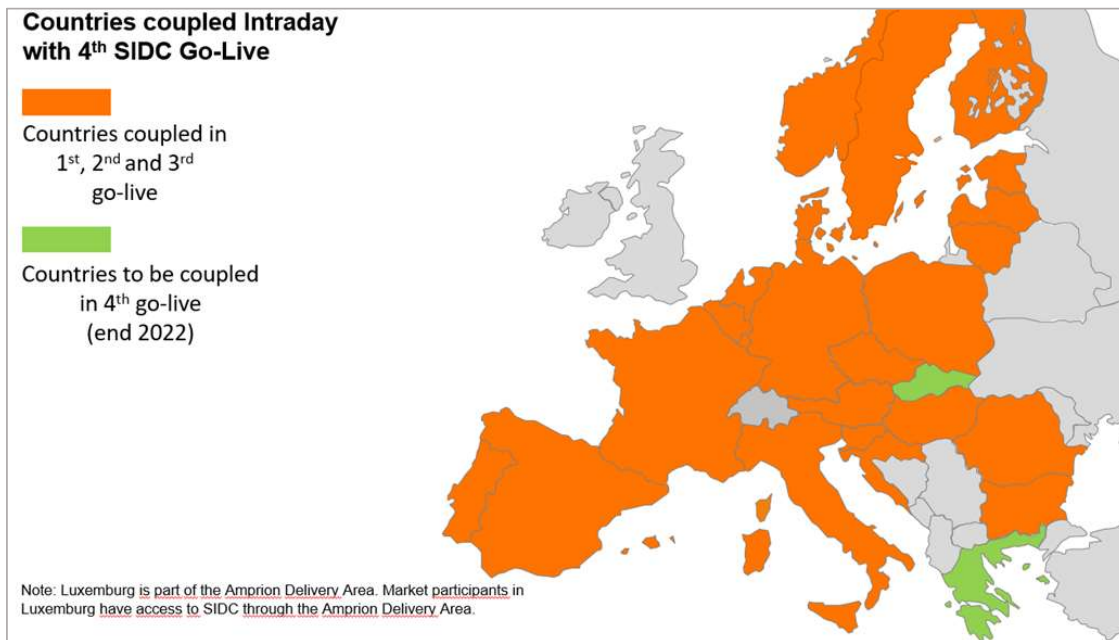 Countries coupled Intraday
with 4th SIDC Go-Live
Countries coupled in
1st, 2nd and 3rd
go-live
Countries to be coupled
in 4th go-live
(end 2022)
Note: Luxemburg is part of the Amprion Delivery Area. Market participants in
Luxemburg have access to SIDC through the Amprion Delivery Area.